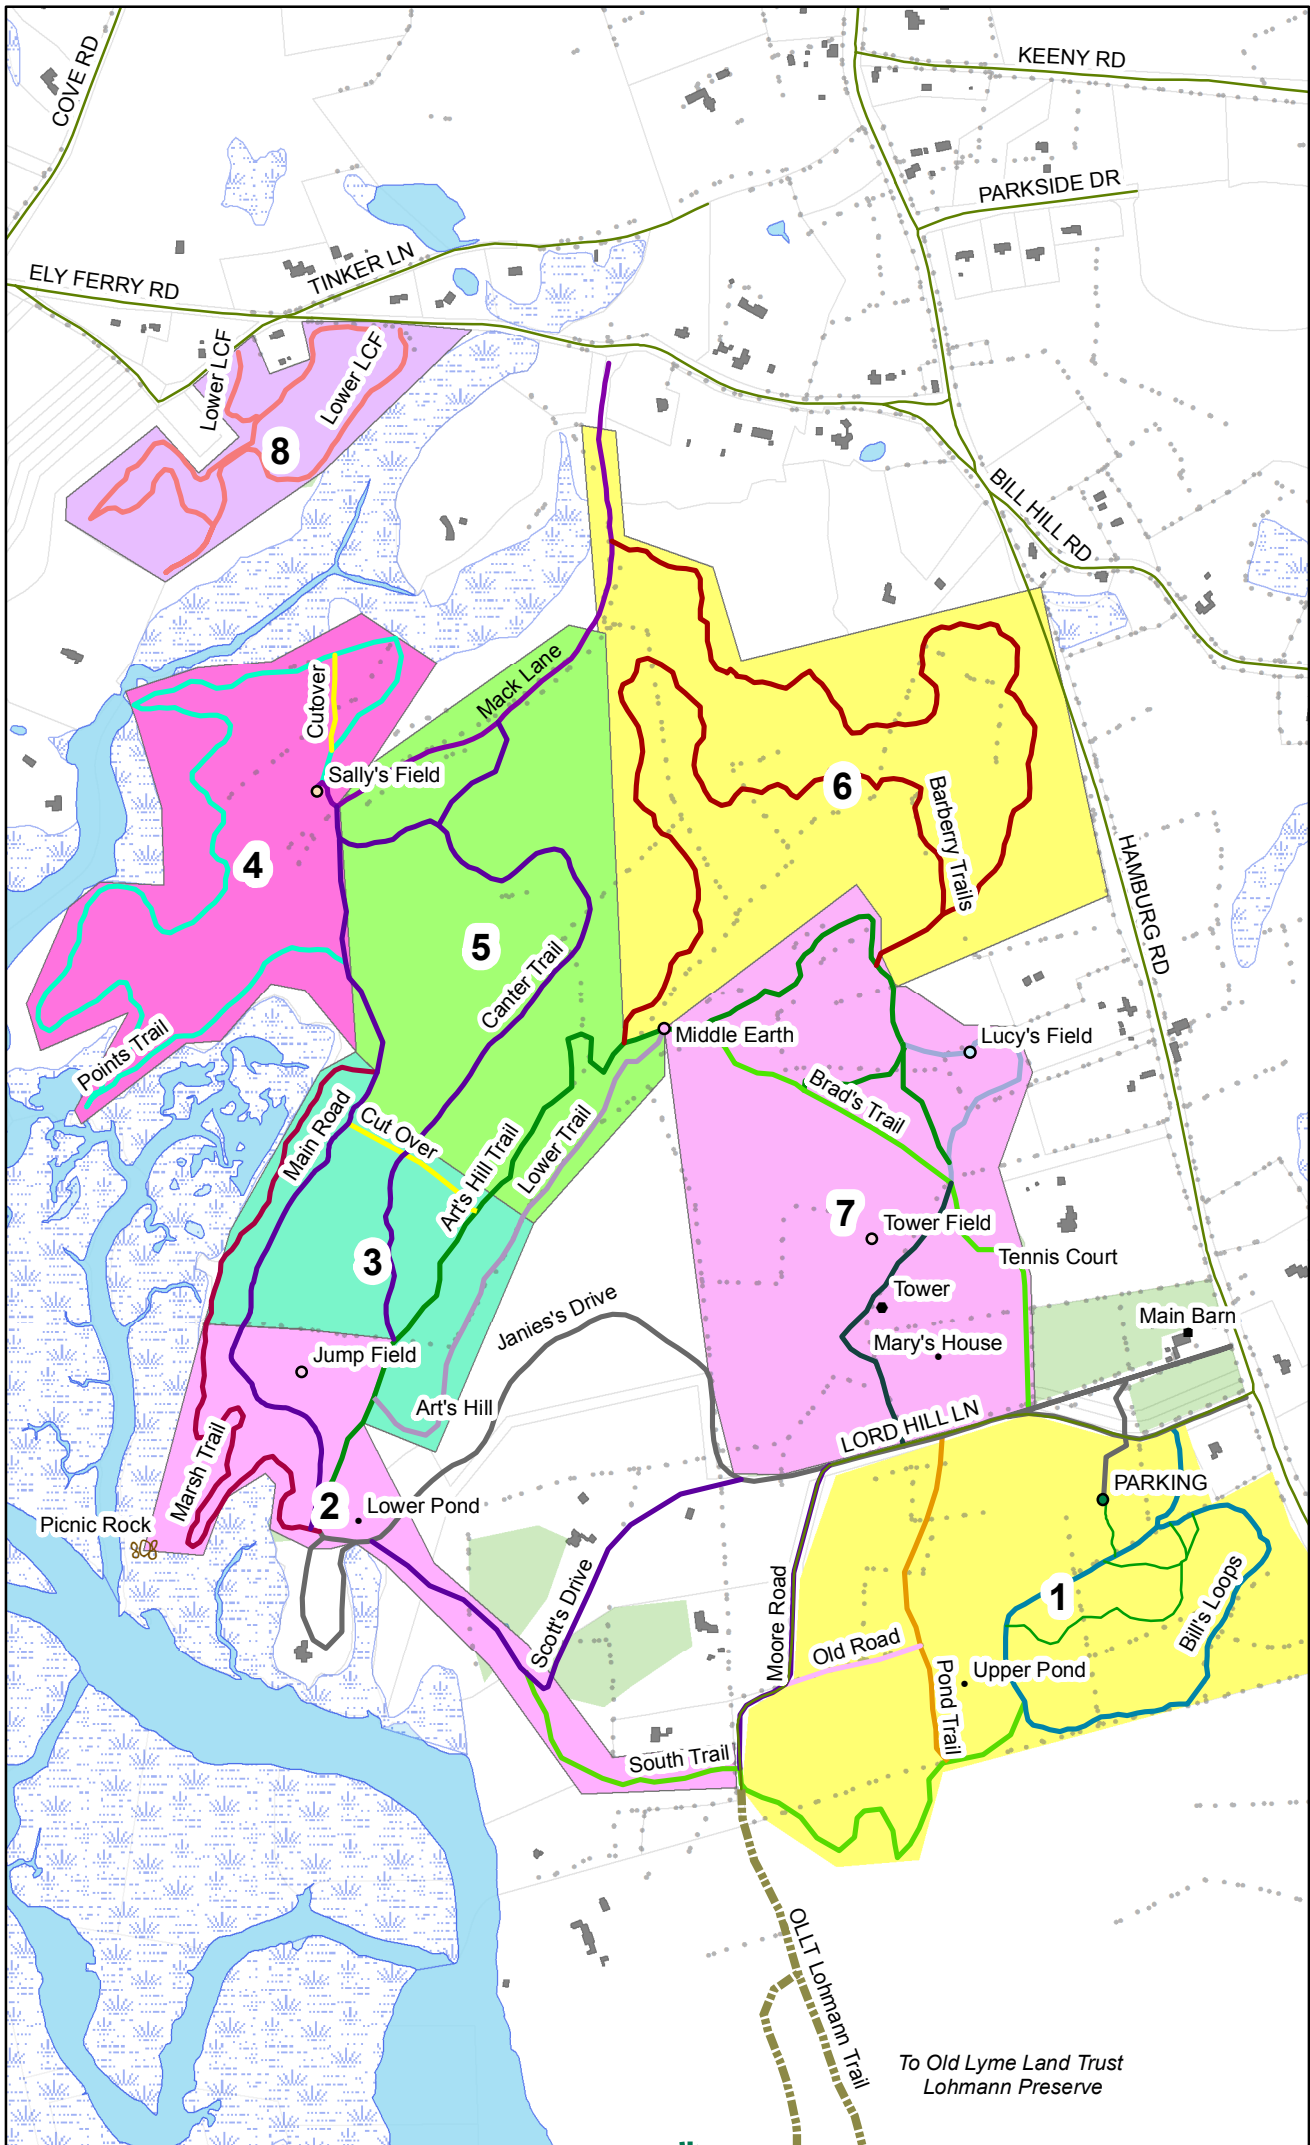 COVE RD
KEENY RD
PARKSIDE DR
ELY FERRY RD
TINKER LN
Lower LCF
Lower LCF
8
BILL HILL RD
Mack Lane
Cutover
Sally's Field
6
Barberry Trails
HAMBURG RD
4
5
Canter Trail
Middle Earth
Lucy's Field
Points Trail
Brad's Trail
Main Road
Cut Over
Art's Hill Trail
Lower Trail
7
Tower Field
3
Tennis Court
Tower
Janies's Drive
Main Barn
Mary's House
Jump Field
Art's Hill
LORD HILL LN
Marsh Trail
PARKING
2
Lower Pond
Picnic Rock
Scott's Drive
Moore Road
1
Bill's Loops
Old Road
Pond Trail
Upper Pond
South Trail
OLLT Lohmann Trail
To Old Lyme Land Trust
Lohmann Preserve